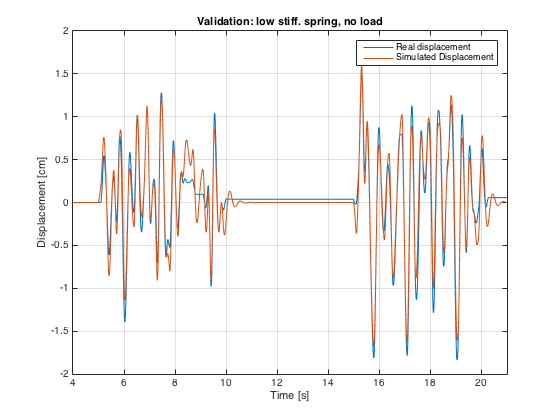 Validation: low stiff. spring, no load
Real displacement
Simulated Displacement
2
1.5
1
0.5
0
-0.5
-1
-1.5
-2
Displacement [cm]
4 6 8 10 12 14 16 18 20
Time [s]